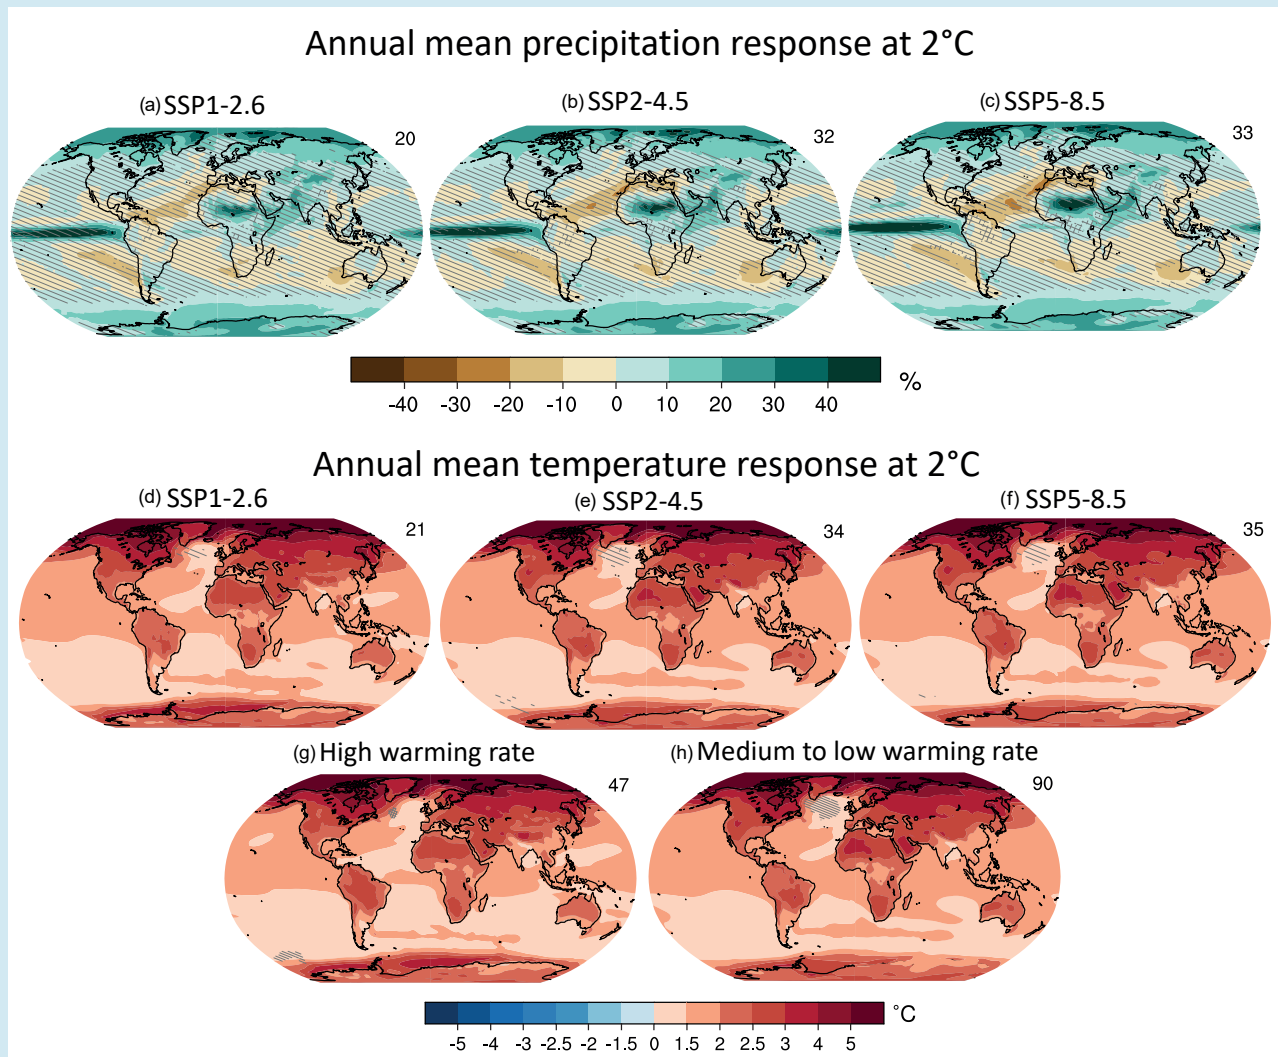 Annual mean precipitation response at 2°C
(a) SSP1-2.6
20
(b) SSP2-4.5
32
(c) SSP5-8.5
33
-40 -30 -20 -10 0 10 20 30 40 %
Annual mean temperature response at 2°C
(d) SSP1-2.6
21
(e) SSP2-4.5
34
(f) SSP5-8.5
35
(g) High warming rate
47
(h) Medium to low warming rate
90
-5 -4 -3 -2.5 -2 -1.5 0 1.5 2 2.5 3 4 5 °C